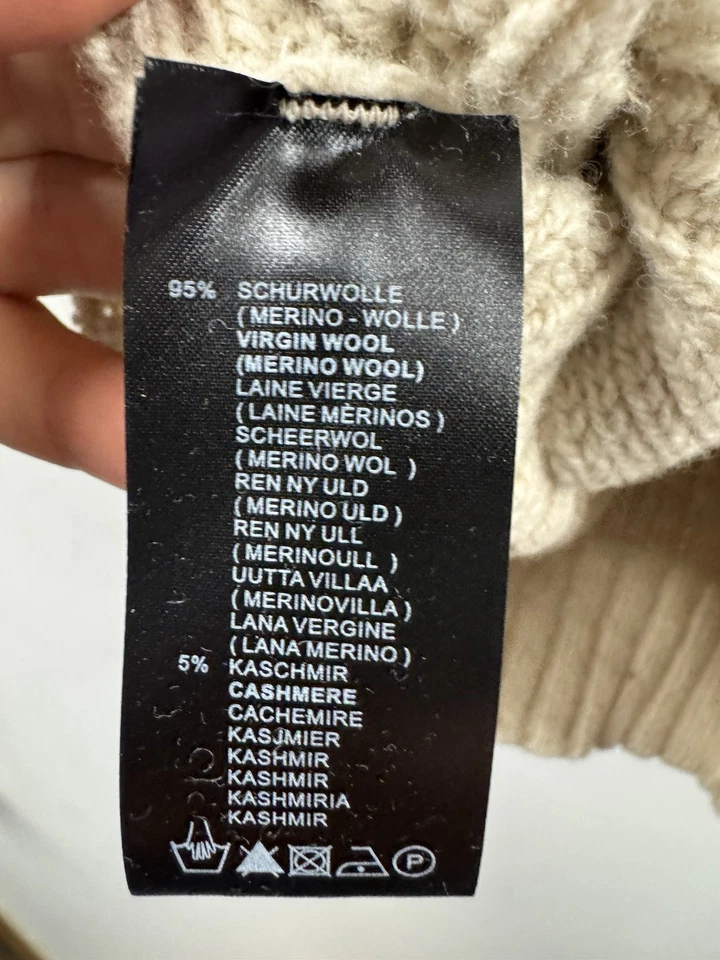 95% SCHURWOLLE
( MERINO - WOLLE )
VIRGIN WOOL
(MERINO WOOL)
LAINE VIERGE
( LAINE MÈRINOS )
SCHEERWOL
( MERINO WOL )
REN NY ULD
( MERINO ULD )
REN NY ULL
( MERINOULL )
UUTTA VILLAA
( MERINOVILLA )
LANA VERGINE
( LANA MERINO )
5% KASCHMIR
CASHMERE
CACHEMIRE
KASJMIER
KASHMIR
KASHMIR
KASHMIRIA
KASHMIR
P